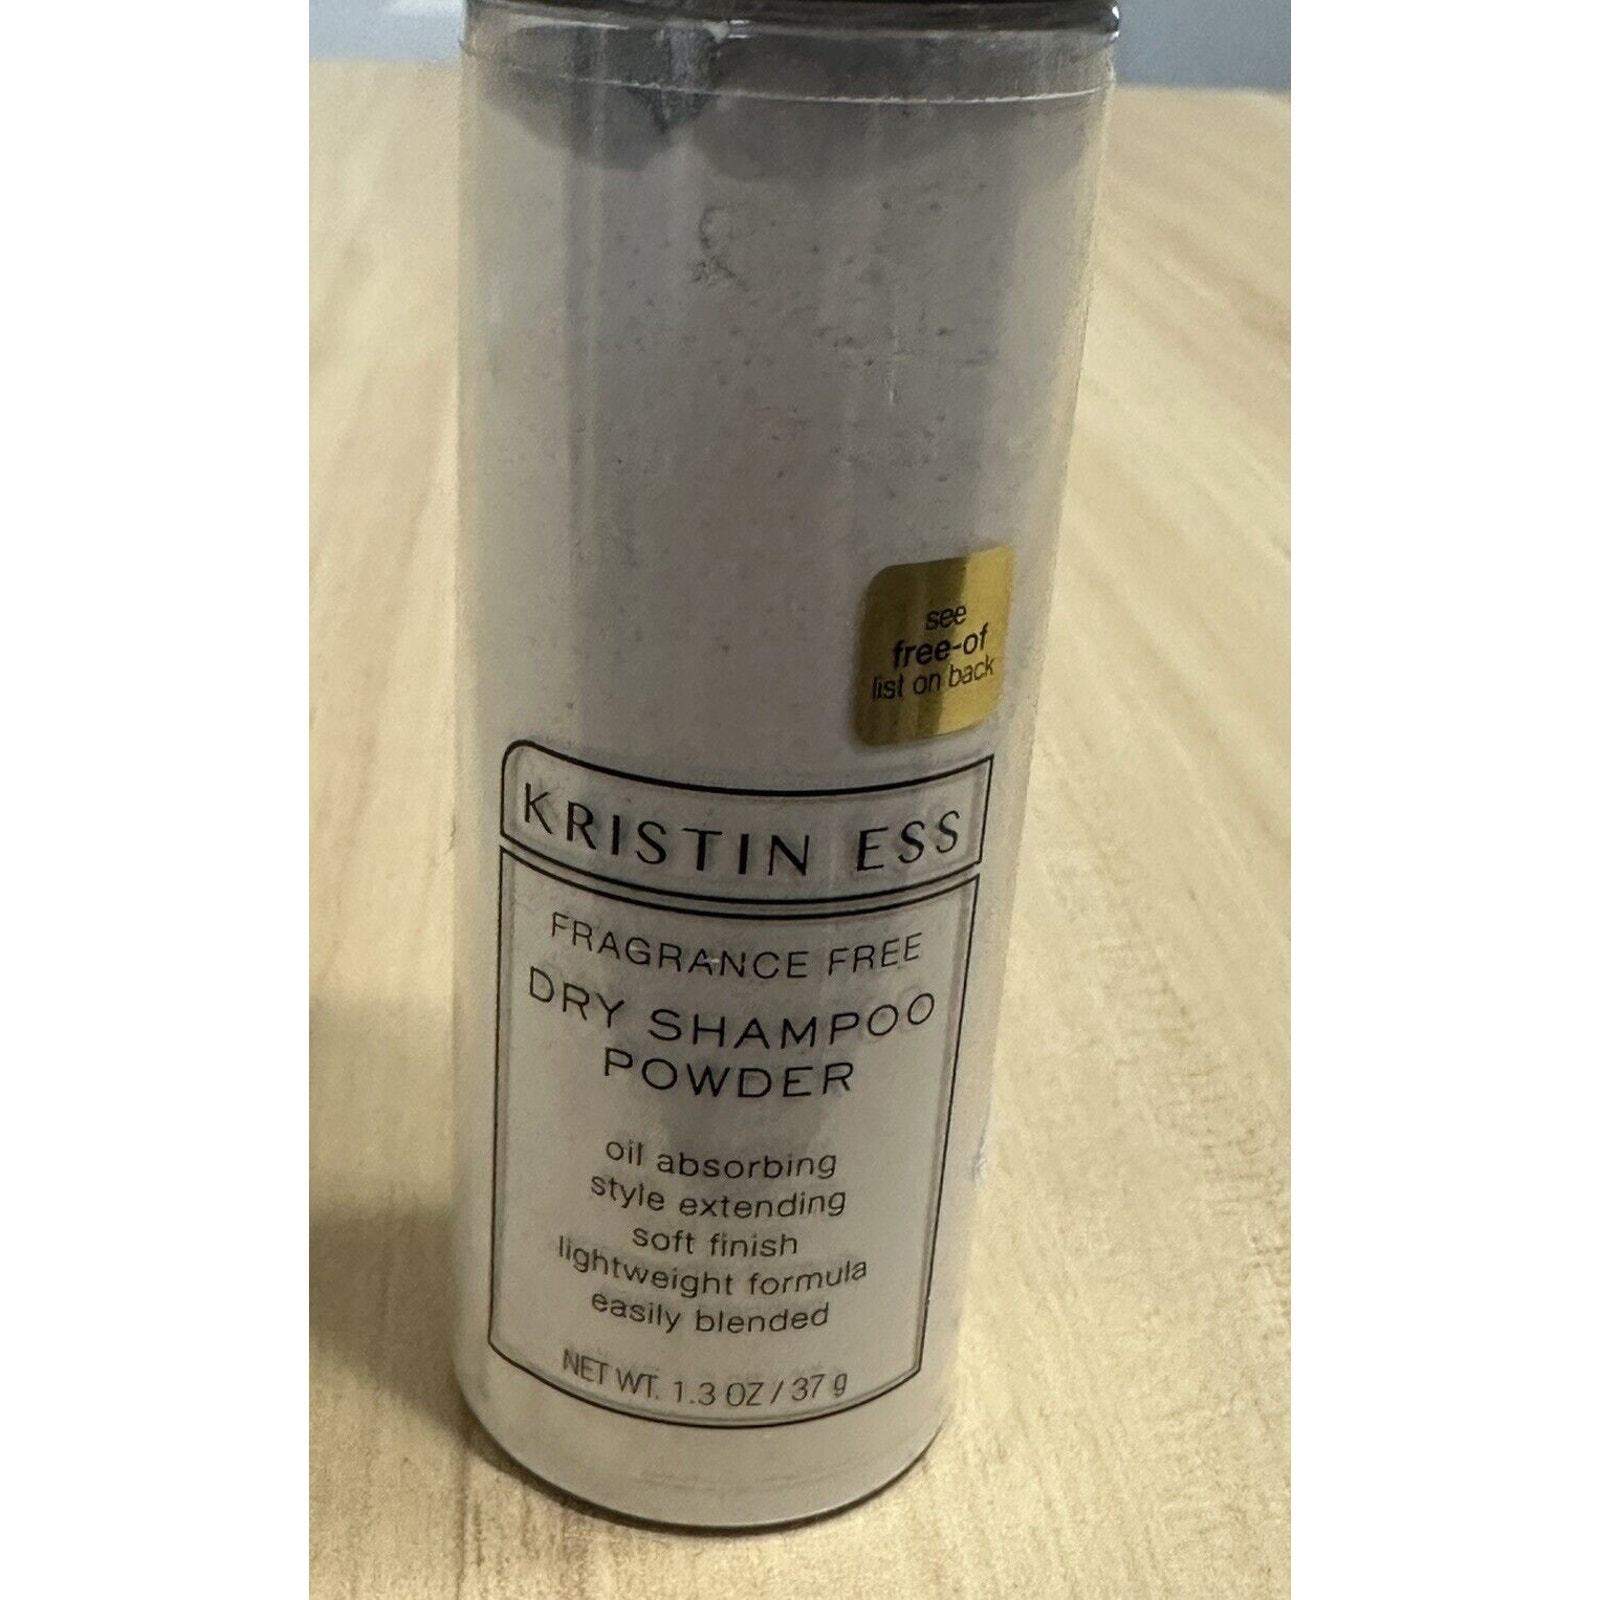 see
free-of
list on back
KRISTIN ESS
FRAGRANCE FREE
DRY SHAMPOO
POWDER
oil absorbing
style extending
soft finish
lightweight formula
easily blended
NET WT. 1.3 OZ / 37 g